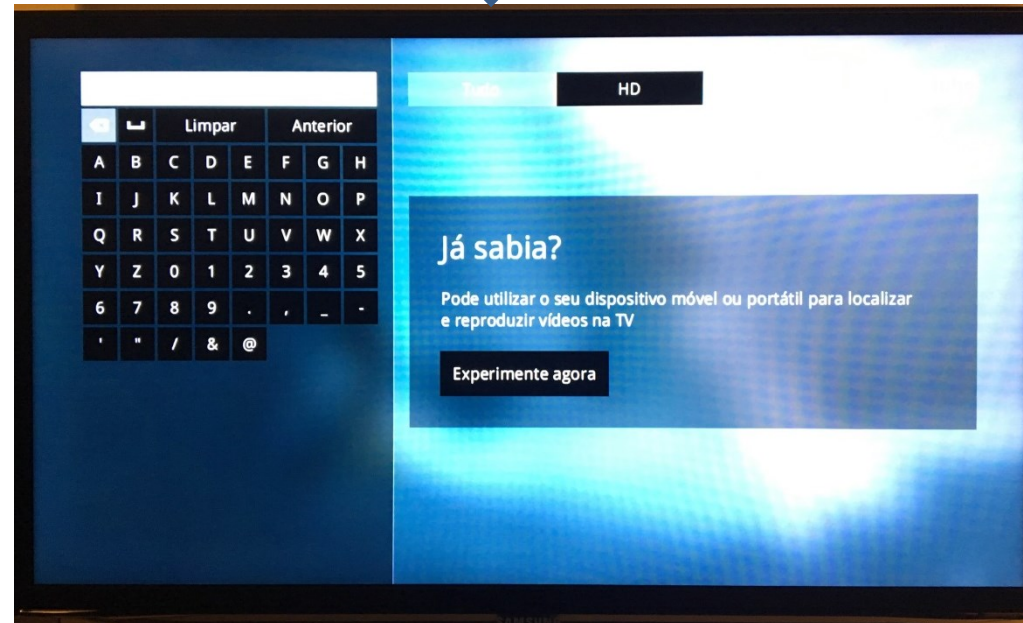 Tudo
HD
Limpar Anterior
A B C D E F G H
I J K L M N O P
Q R S T U V W X
Y Z 0 1 2 3 4 5
6 7 8 9 . , _ -
' " / & @
Já sabia?
Pode utilizar o seu dispositivo móvel ou portátil para localizar
e reproduzir vídeos na TV
Experimente agora